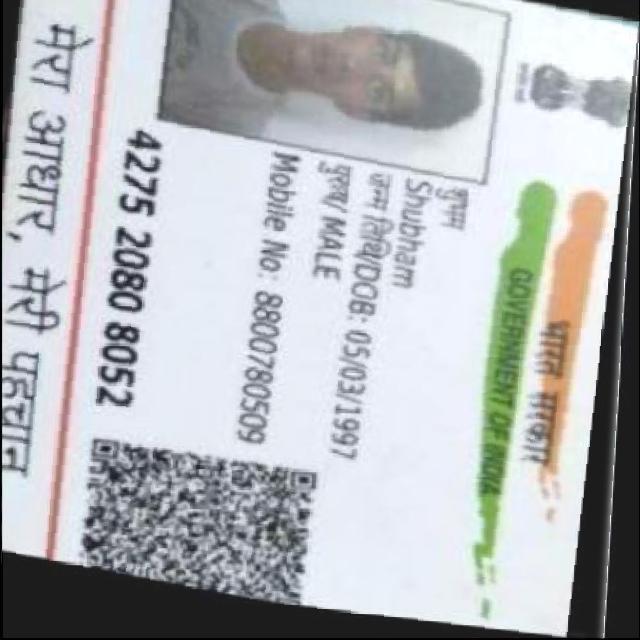 भारत सरकार
GOVERNMENT OF INDIA
शुभम
Shubham
जन्म तिथि/DOB: 05/03/1997
पुरुष/ MALE
Mobile No: 8800780509
4275 2080 8052
मेरा आधार, मेरी पहचान